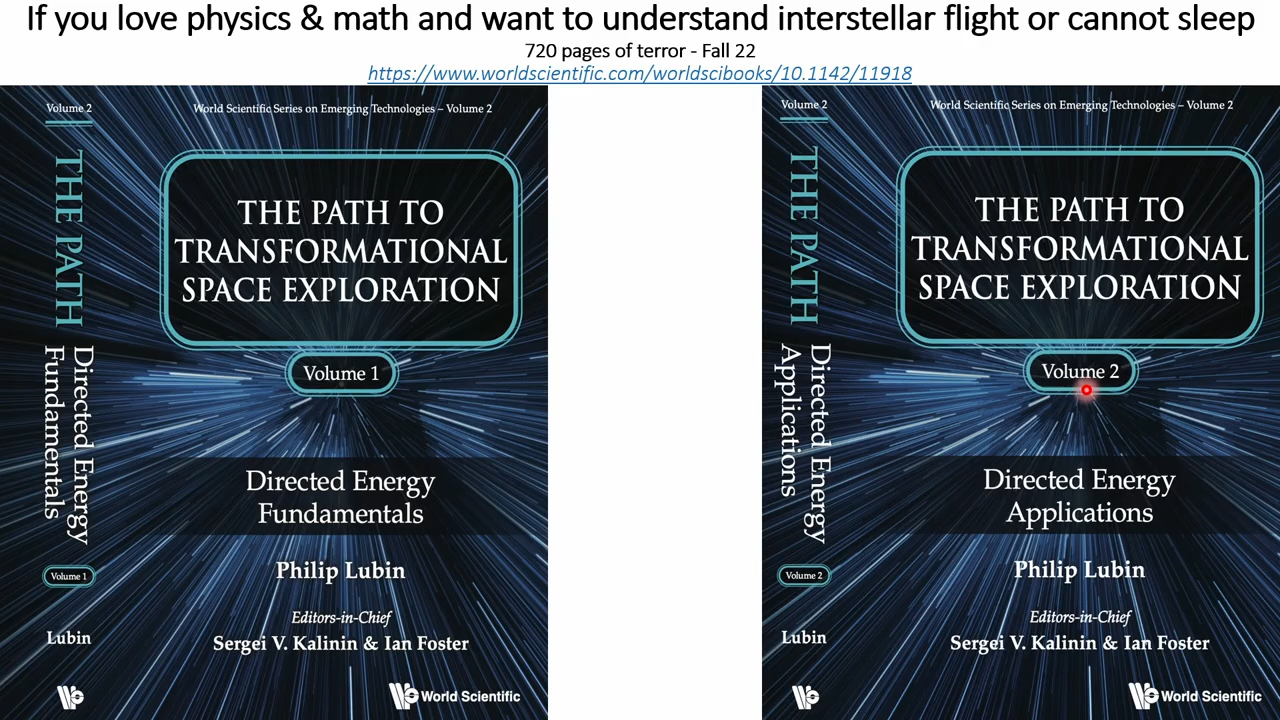 If you love physics & math and want to understand interstellar flight or cannot sleep
720 pages of terror - Fall 22
https://www.worldscientific.com/worldscibooks/10.1142/11918
Volume 2
THE PATH
Directed Energy
Fundamentals
Volume 1
Lubin
World Scientific Series on Emerging Technologies – Volume 2
THE PATH TO
TRANSFORMATIONAL
SPACE EXPLORATION
Volume 1
Directed Energy
Fundamentals
Philip Lubin
Editors-in-Chief
Sergei V. Kalinin & Ian Foster
World Scientific
Volume 2
THE PATH
Directed Energy
Applications
Volume 2
Lubin
World Scientific Series on Emerging Technologies – Volume 2
THE PATH TO
TRANSFORMATIONAL
SPACE EXPLORATION
Volume 2
Directed Energy
Applications
Philip Lubin
Editors-in-Chief
Sergei V. Kalinin & Ian Foster
World Scientific